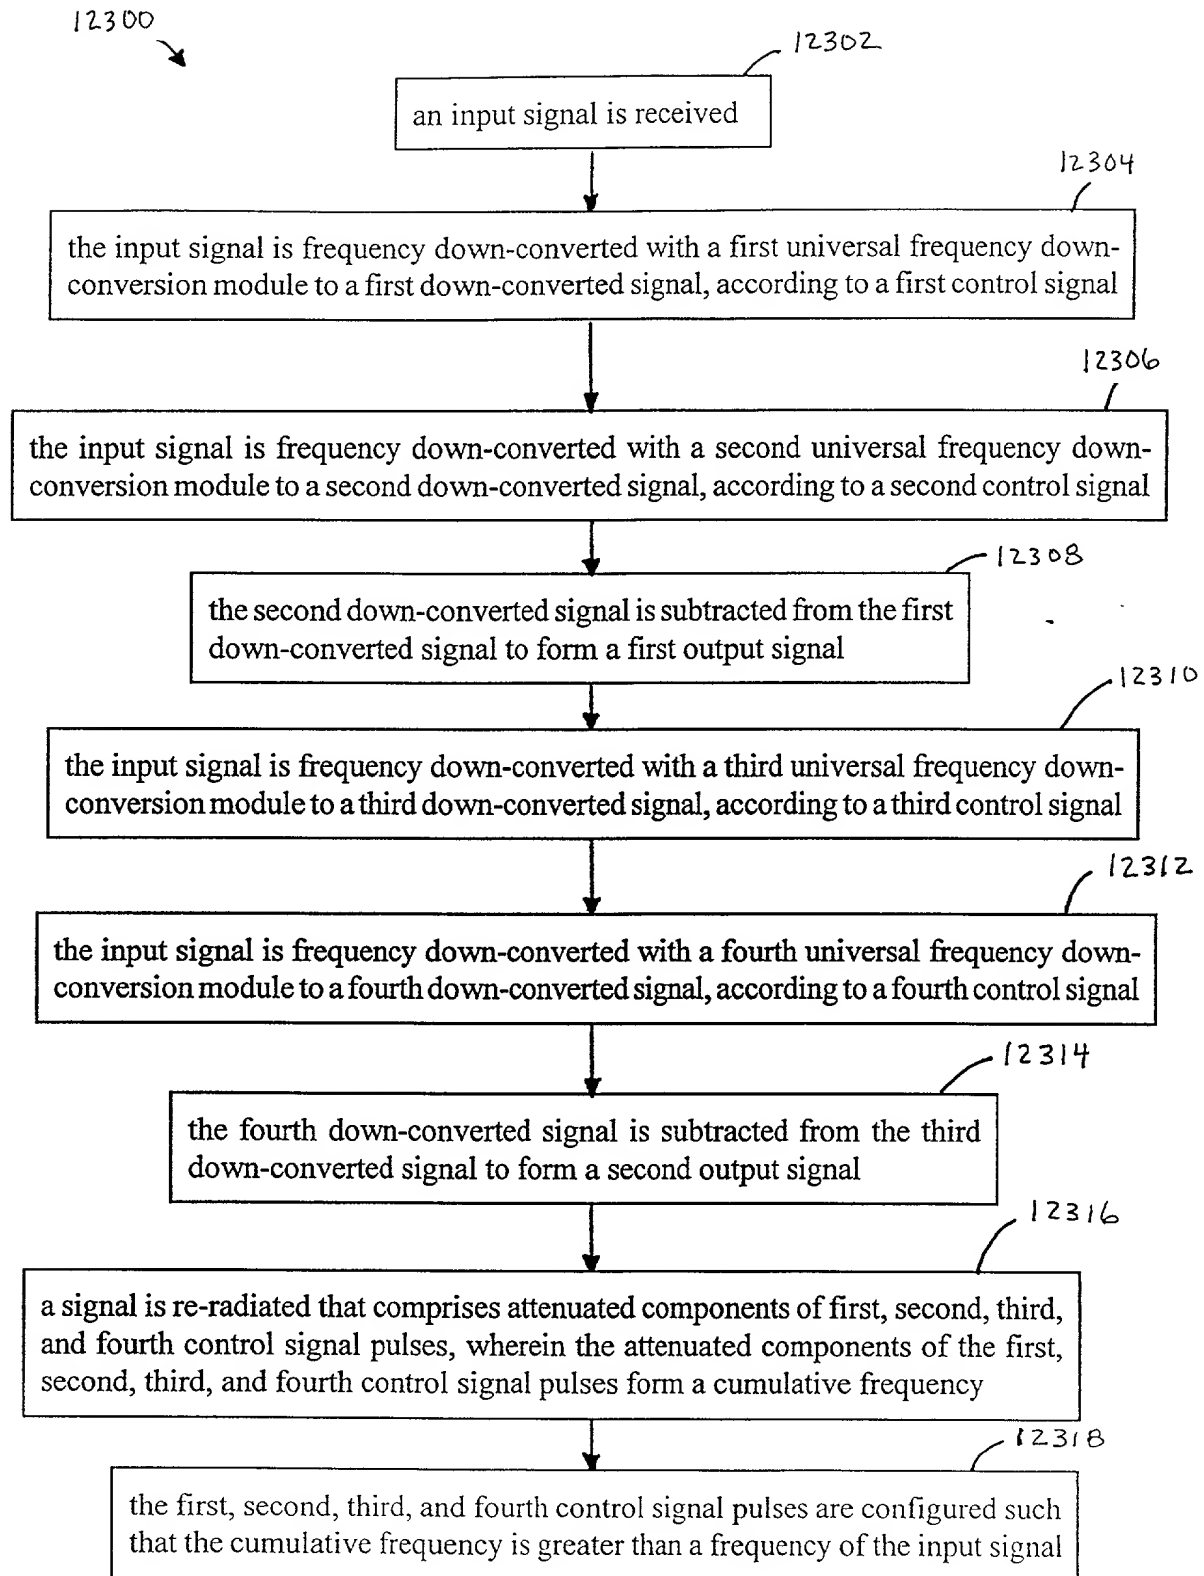 12300
12302
an input signal is received
12304
the input signal is frequency down-converted with a first universal frequency down-
conversion module to a first down-converted signal, according to a first control signal
12306
the input signal is frequency down-converted with a second universal frequency down-
conversion module to a second down-converted signal, according to a second control signal
12308
the second down-converted signal is subtracted from the first
down-converted signal to form a first output signal
12310
the input signal is frequency down-converted with a third universal frequency down-
conversion module to a third down-converted signal, according to a third control signal
12312
the input signal is frequency down-converted with a fourth universal frequency down-
conversion module to a fourth down-converted signal, according to a fourth control signal
12314
the fourth down-converted signal is subtracted from the third
down-converted signal to form a second output signal
12316
a signal is re-radiated that comprises attenuated components of first, second, third,
and fourth control signal pulses, wherein the attenuated components of the first,
second, third, and fourth control signal pulses form a cumulative frequency
12318
the first, second, third, and fourth control signal pulses are configured such
that the cumulative frequency is greater than a frequency of the input signal